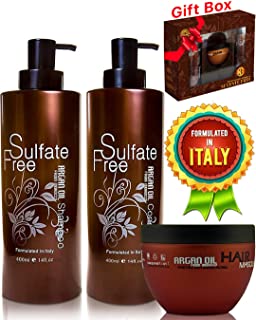 Gift Box
Sulfate
Free
ARGAN OIL
Shampoo
Formulated in Italy
400ml e 14fl.oz
Sulfate
Free
ARGAN OIL
Formulated in Italy
400ml e 14fl.oz
FORMULATED
IN
ITALY
ARGAN OIL
HAIR